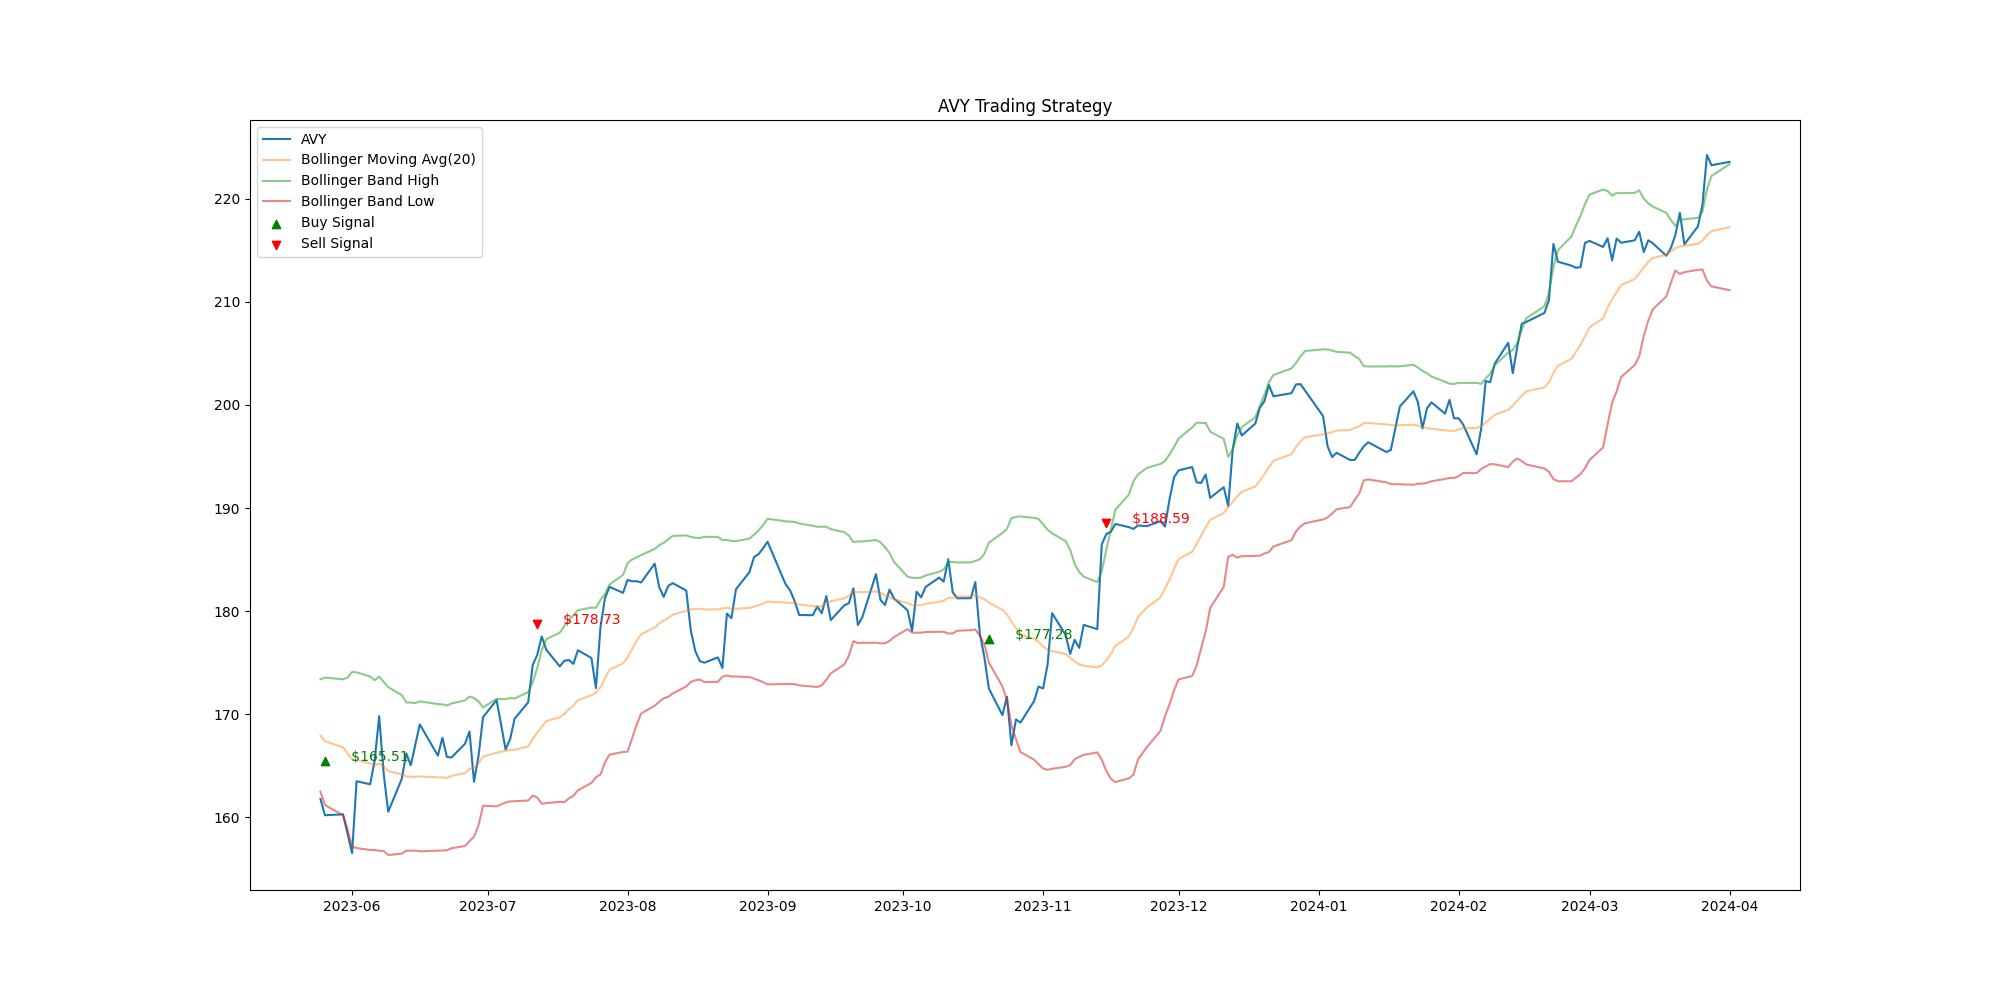 AVY Trading Strategy
AVY
Bollinger Moving Avg(20)
Bollinger Band High
Bollinger Band Low
Buy Signal
Sell Signal
220
210
200
190
180
170
160
$165.51
$178.73
$177.28
$188.59
2023-06 2023-07 2023-08 2023-09 2023-10 2023-11 2023-12 2024-01 2024-02 2024-03 2024-04